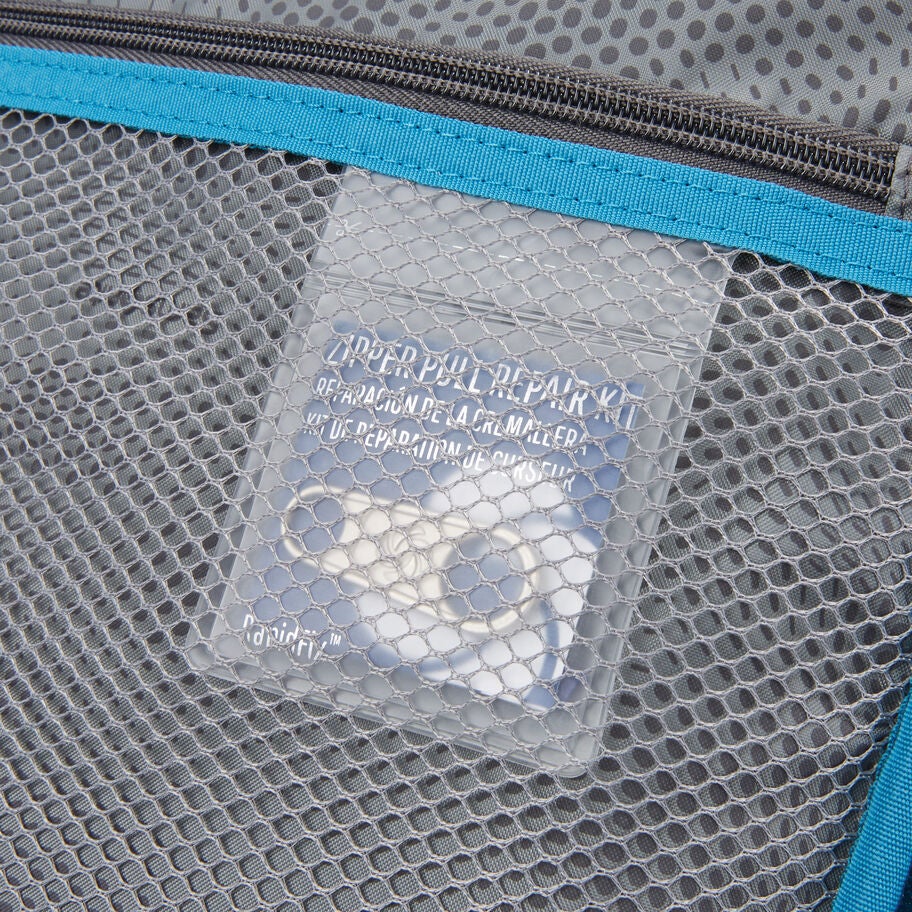 ZIPPER PULL REPAIR KIT
REPARACIÓN DE LA CREMALLERA
KIT DE RÉPARATION DE CURSEUR
RapidFix™